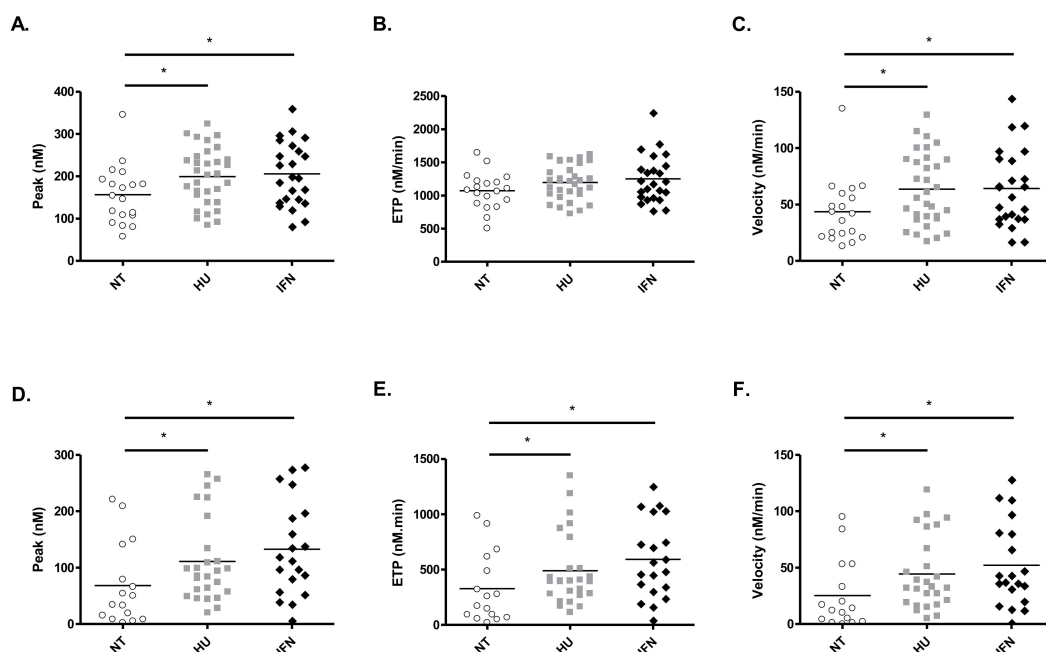 A.
B.
C.
*
*
Peak (nM)
400
300
200
100
0
NT
HU
IFN
ETP (nM/min)
2500
2000
1500
1000
500
0
NT
HU
IFN
*
*
Velocity (nM/min)
150
100
50
0
NT
HU
IFN
D.
E.
F.
*
*
Peak (nM)
300
200
100
0
NT
HU
IFN
*
*
ETP (nM.min)
1500
1000
500
0
NT
HU
IFN
*
*
Velocity (nM/min)
150
100
50
0
NT
HU
IFN